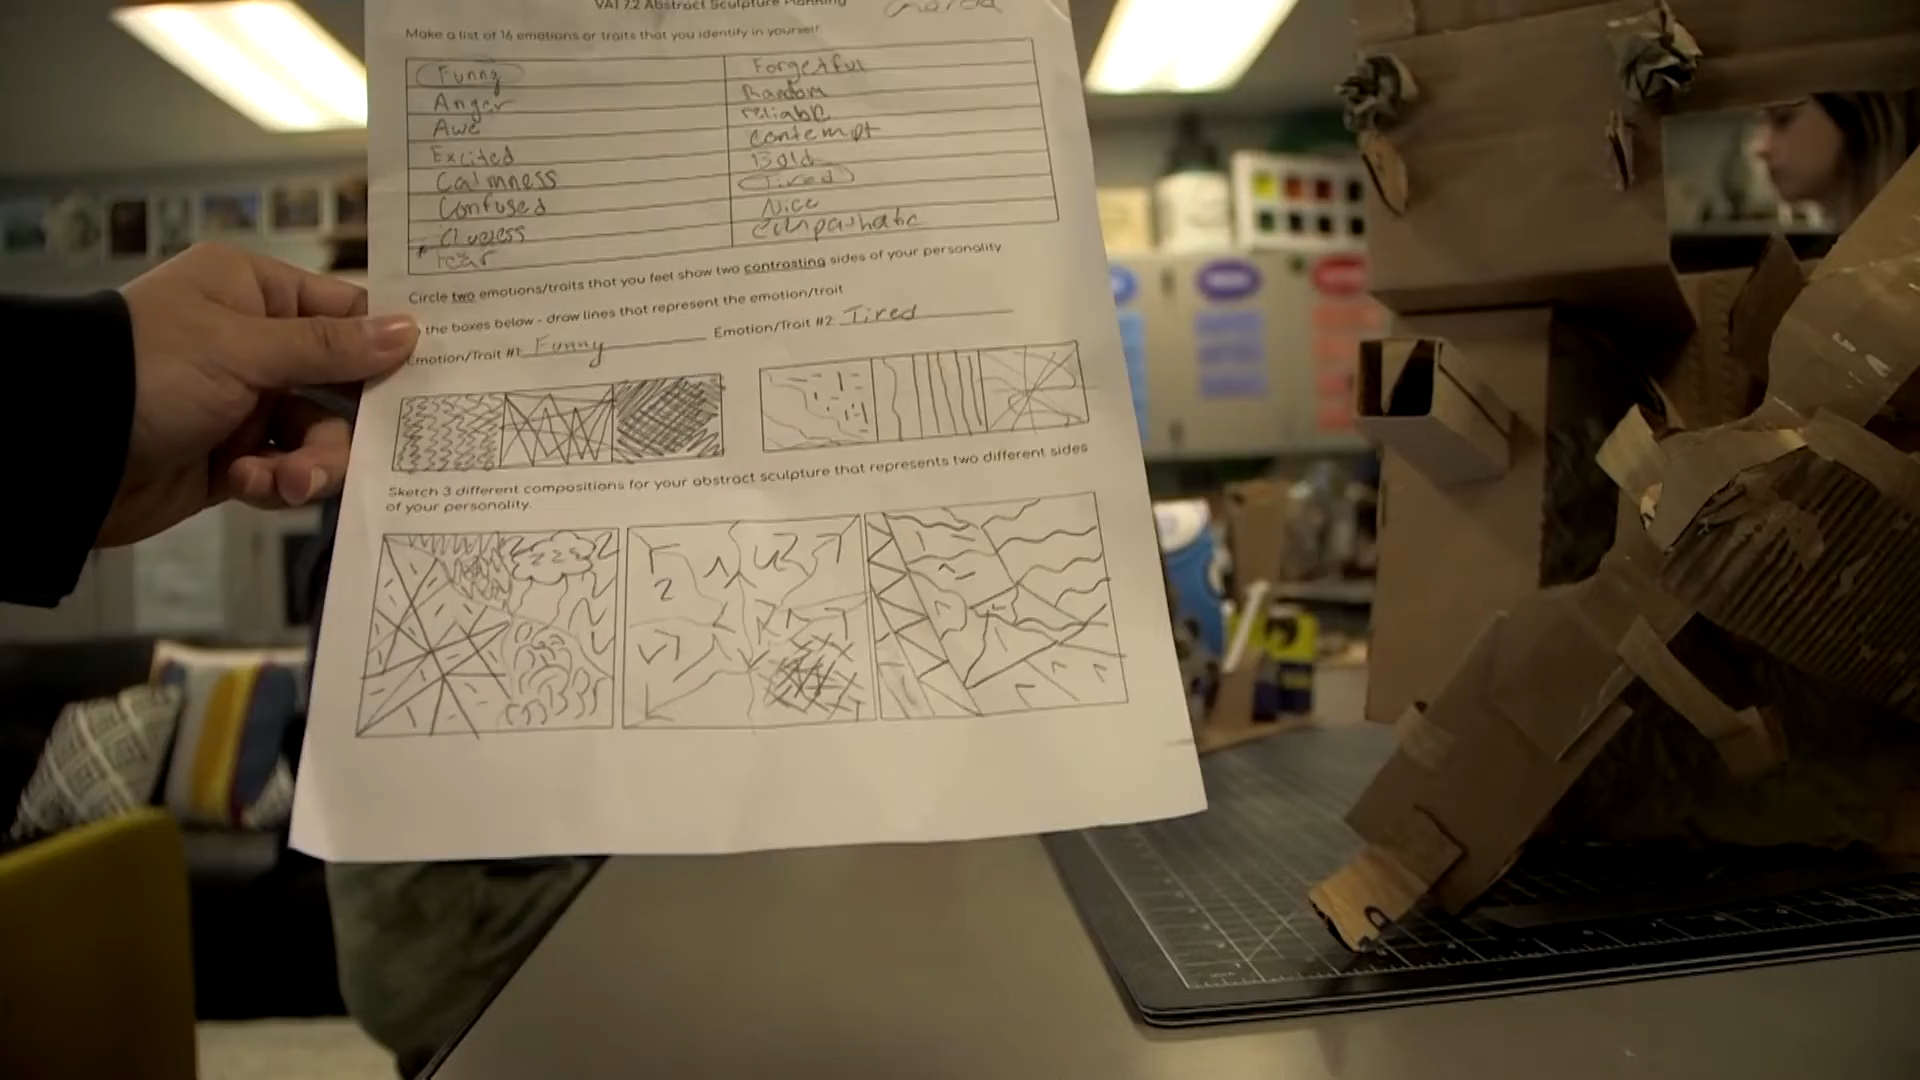 VA1 7.2 Abstract Sculpture Planning
Make a list of 16 emotions or traits that you identify in yourself
Funny
Forgetful
Anger
Random
Awe
reliable
Excited
contempt
Calmness
Bold
Confused
Tired
Nice
Fear
Circle two emotions/traits that you feel show two contrasting sides of your personality
the boxes below - draw lines that represent the emotion/trait
Emotion/Trait #1: Funny Emotion/Trait #2: Tired
Sketch 3 different compositions for your abstract sculpture that represents two different sides
of your personality.